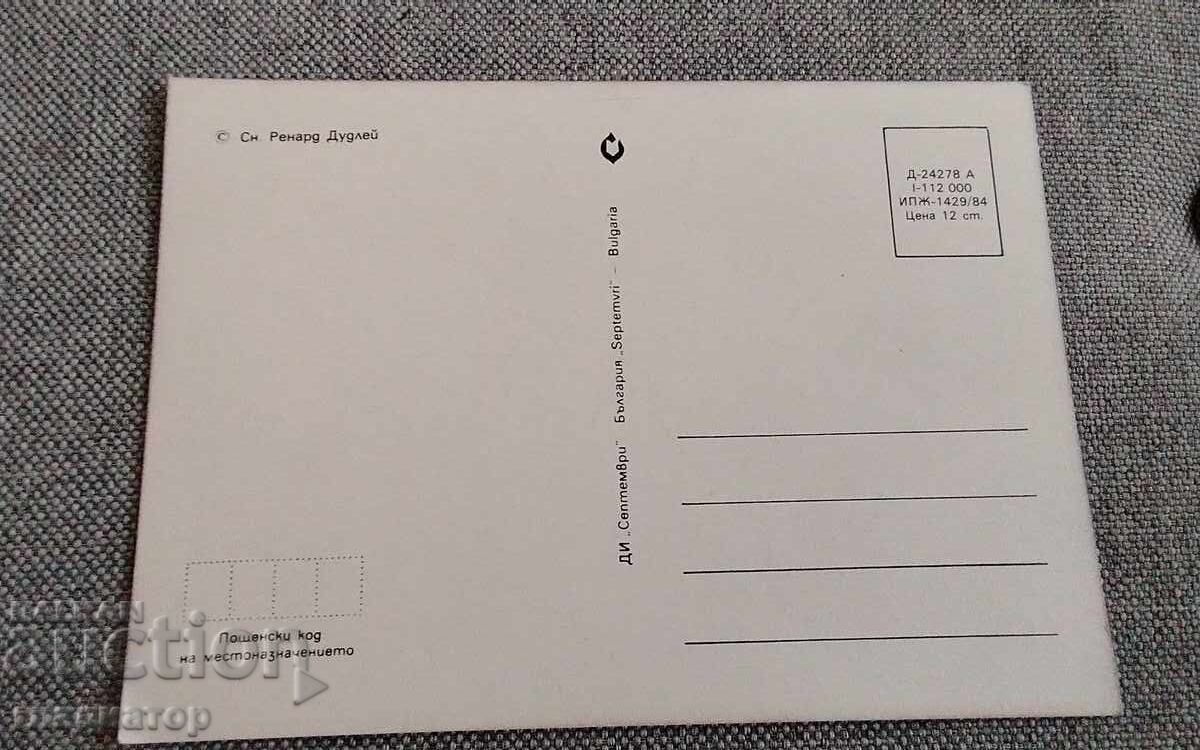 © Сн. Ренард Дудлей
Д-24278 А
I-112 000
ИПЖ-1429/84
Цена 12 ст.
ДИ „Септември" България „Septemvri" – Bulgaria
Пощенски код
на местоназначението
BALKAN
auction